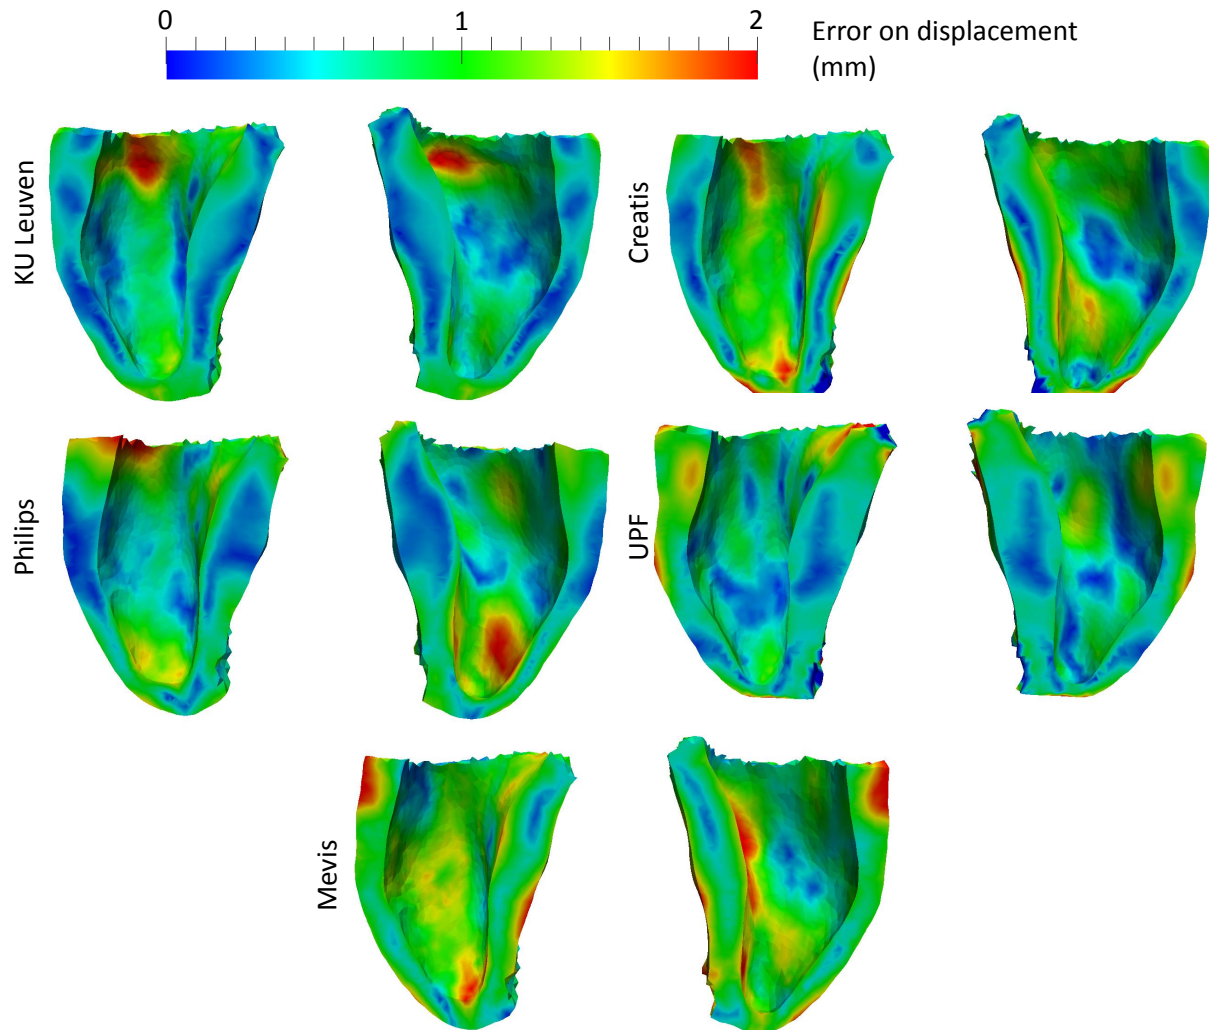 0
1
2
Error on displacement
(mm)
KU Leuven
Creatis
Philips
UPF
Mevis